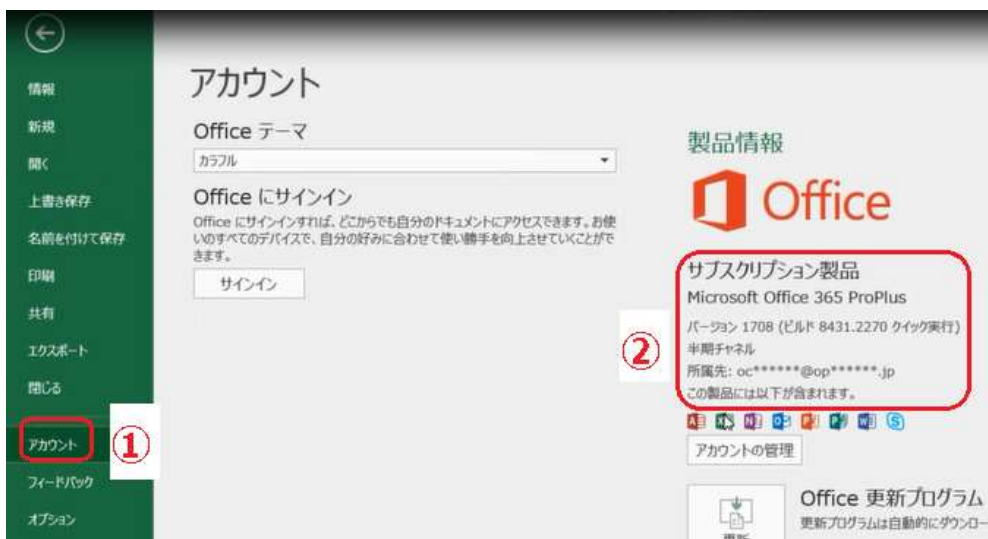 情報
新規
開く
上書き保存
名前を付けて保存
印刷
共有
エクスポート
閉じる
アカウント
①
フィードバック
オプション
アカウント
Office テーマ
カラフル
Office にサインイン
Office にサインインすれば、どこからでも自分のドキュメントにアクセスできます。お使
いのすべてのデバイスで、自分の好みに合わせて使い勝手を向上させていくことがで
きます。
サインイン
製品情報
Office
②
サブスクリプション製品
Microsoft Office 365 ProPlus
バージョン 1708 (ビルド 8431.2270 クイック実行)
半期チャネル
所属先: oc******@op******.jp
この製品には以下が含まれます。
アカウントの管理
更新
Office 更新プログラム
更新プログラムは自動的にダウンロー